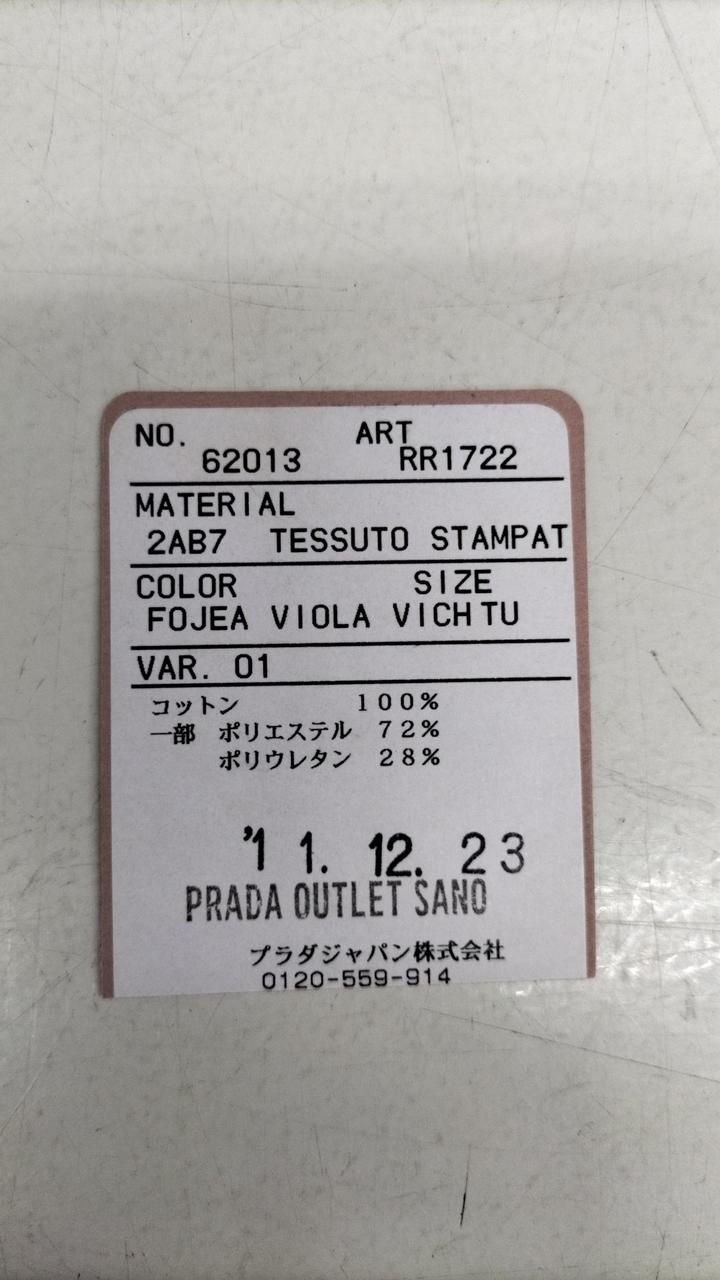 NO. ART
62013 RR1722
MATERIAL
2AB7 TESSUTO STAMPAT
COLOR SIZE
FOJEA VIOLA VICH TU
VAR. 01
コットン 100%
一部 ポリエステル 72%
ポリウレタン 28%
'11. 12. 23
PRADA OUTLET SANO
プラダジャパン株式会社
0120-559-914